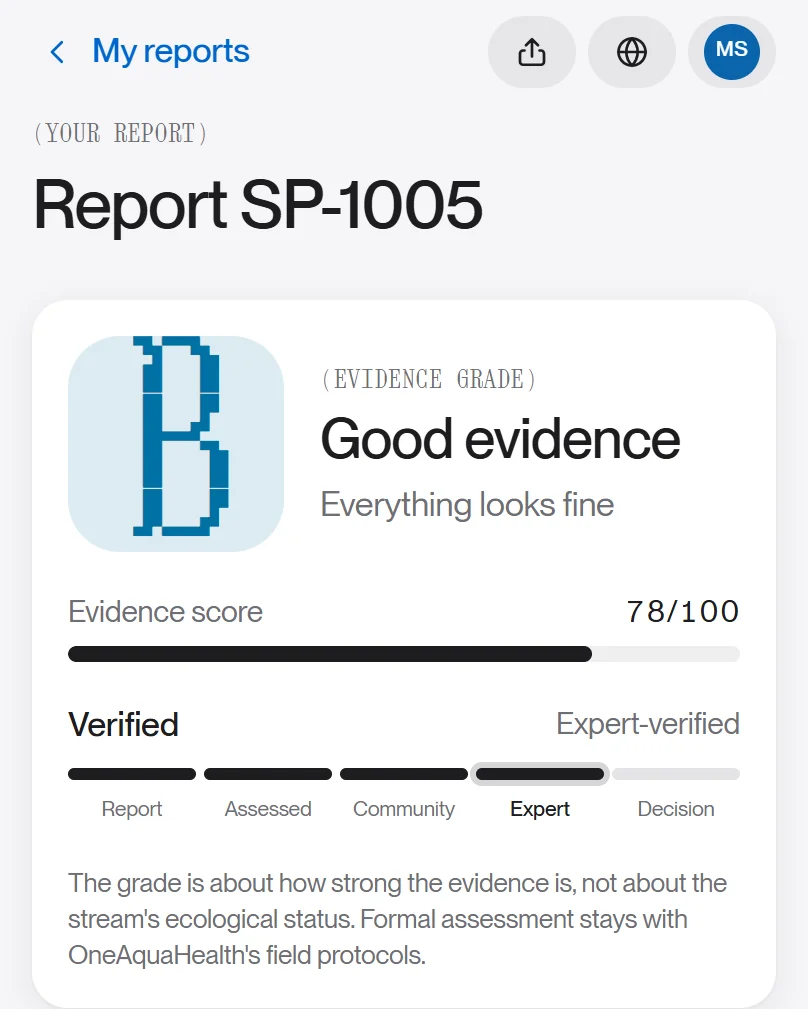 My reports
MS
(YOUR REPORT)
Report SP-1005
B
(EVIDENCE GRADE)
Good evidence
Everything looks fine
Evidence score
78/100
Verified
Expert-verified
Report
Assessed
Community
Expert
Decision
The grade is about how strong the evidence is, not about the
stream's ecological status. Formal assessment stays with
OneAquaHealth's field protocols.